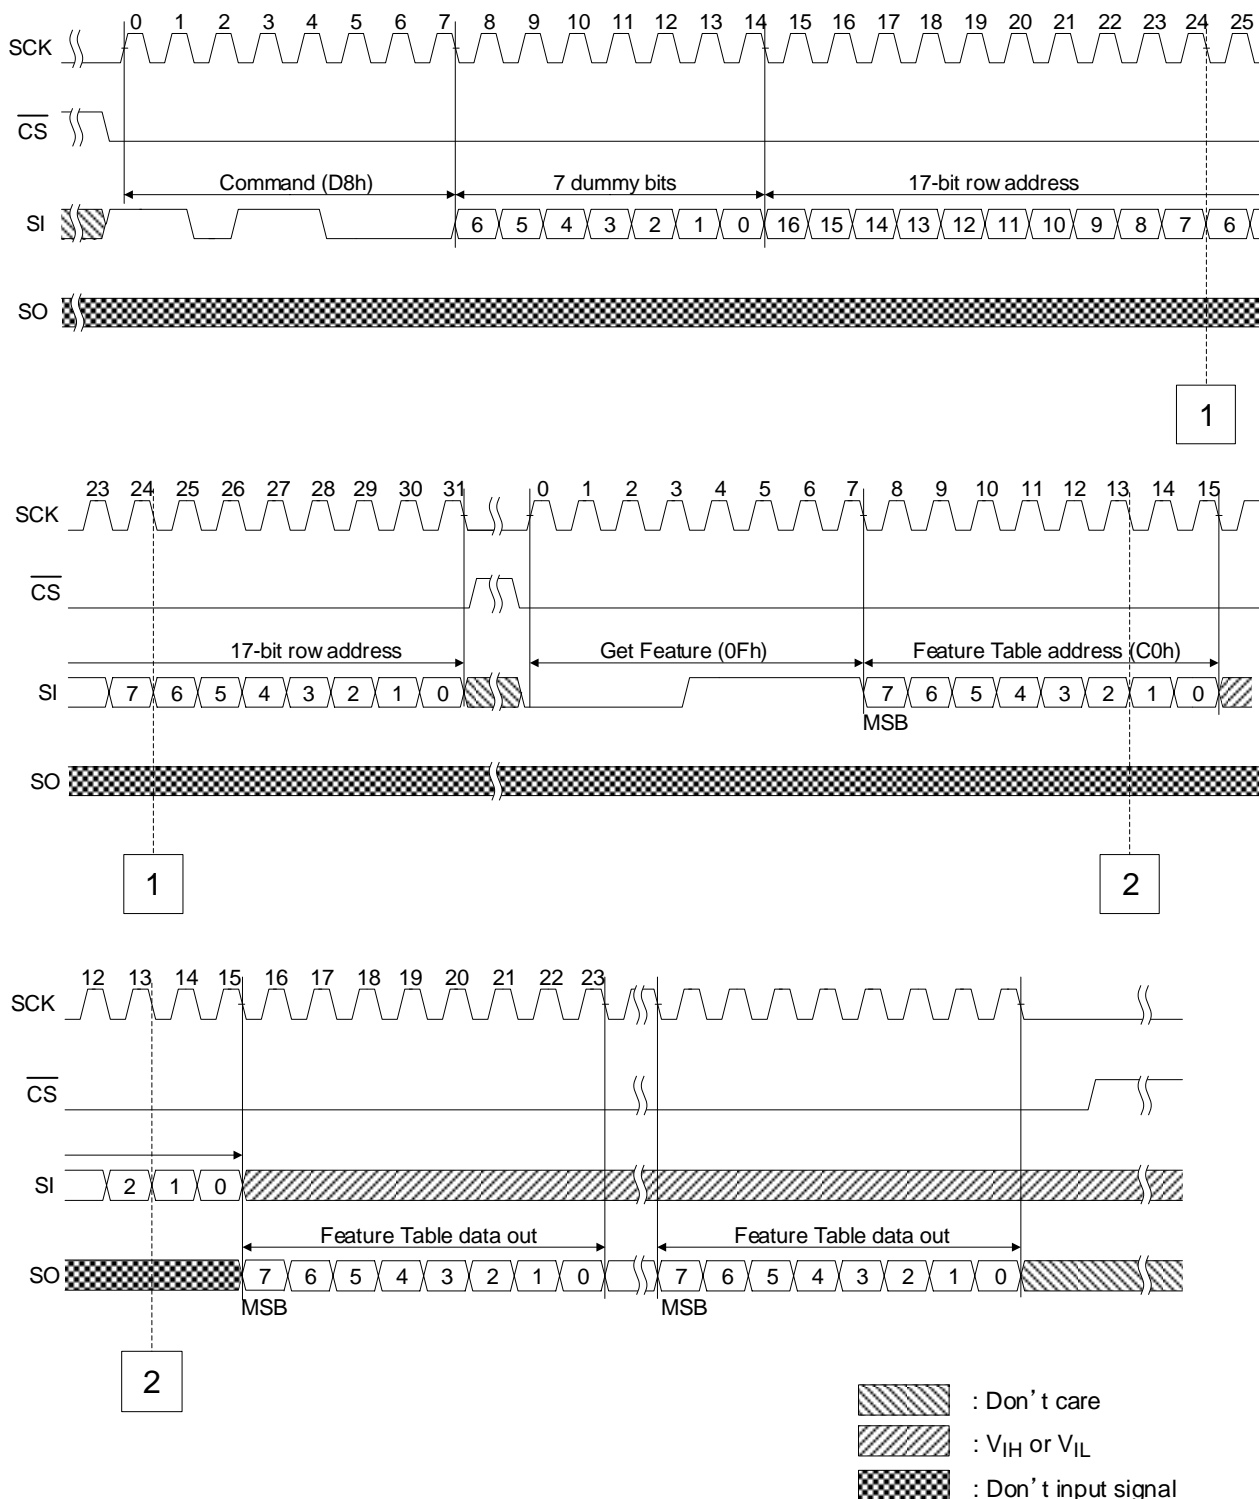 0 1 2 3 4 5 6 7 8 9 10 11 12 13 14 15 16 17 18 19 20 21 22 23 24 25
SCK
CS
Command (D8h) 7 dummy bits 17-bit row address
SI 6 5 4 3 2 1 0 16 15 14 13 12 11 10 9 8 7 6
SO
1
23 24 25 26 27 28 29 30 31 0 1 2 3 4 5 6 7 8 9 10 11 12 13 14 15
SCK
CS
17-bit row address Get Feature (0Fh) Feature Table address (C0h)
SI 7 6 5 4 3 2 1 0 7 6 5 4 3 2 1 0
MSB
SO
1 2
12 13 14 15 16 17 18 19 20 21 22 23
SCK
CS
SI 2 1 0
Feature Table data out Feature Table data out
SO 7 6 5 4 3 2 1 0 7 6 5 4 3 2 1 0
MSB MSB
2
: Don't care
: VIH or VIL
: Don't input signal